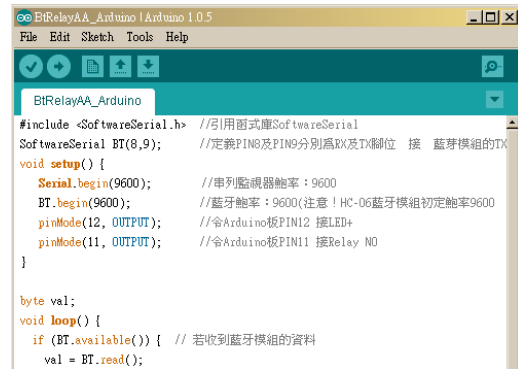 BtRelayAA_Arduino | Arduino 1.0.5
File Edit Sketch Tools Help
BtRelayAA_Arduino
#include <SoftwareSerial.h> //引用函式庫SoftwareSerial
SoftwareSerial BT(8,9); //定義PIN8及PIN9分別為RX及TX腳位 接 藍芽模組的TX
void setup() {
Serial.begin(9600); //串列監視器鮑率：9600
BT.begin(9600); //藍牙鮑率：9600(注意！HC-06藍牙模組初定鮑率9600
pinMode(12, OUTPUT); //令Arduino板PIN12 接LED+
pinMode(11, OUTPUT); //令Arduino板PIN11 接Relay NO
}
byte val;
void loop() {
if (BT.available()) { // 若收到藍牙模組的資料
val = BT.read();